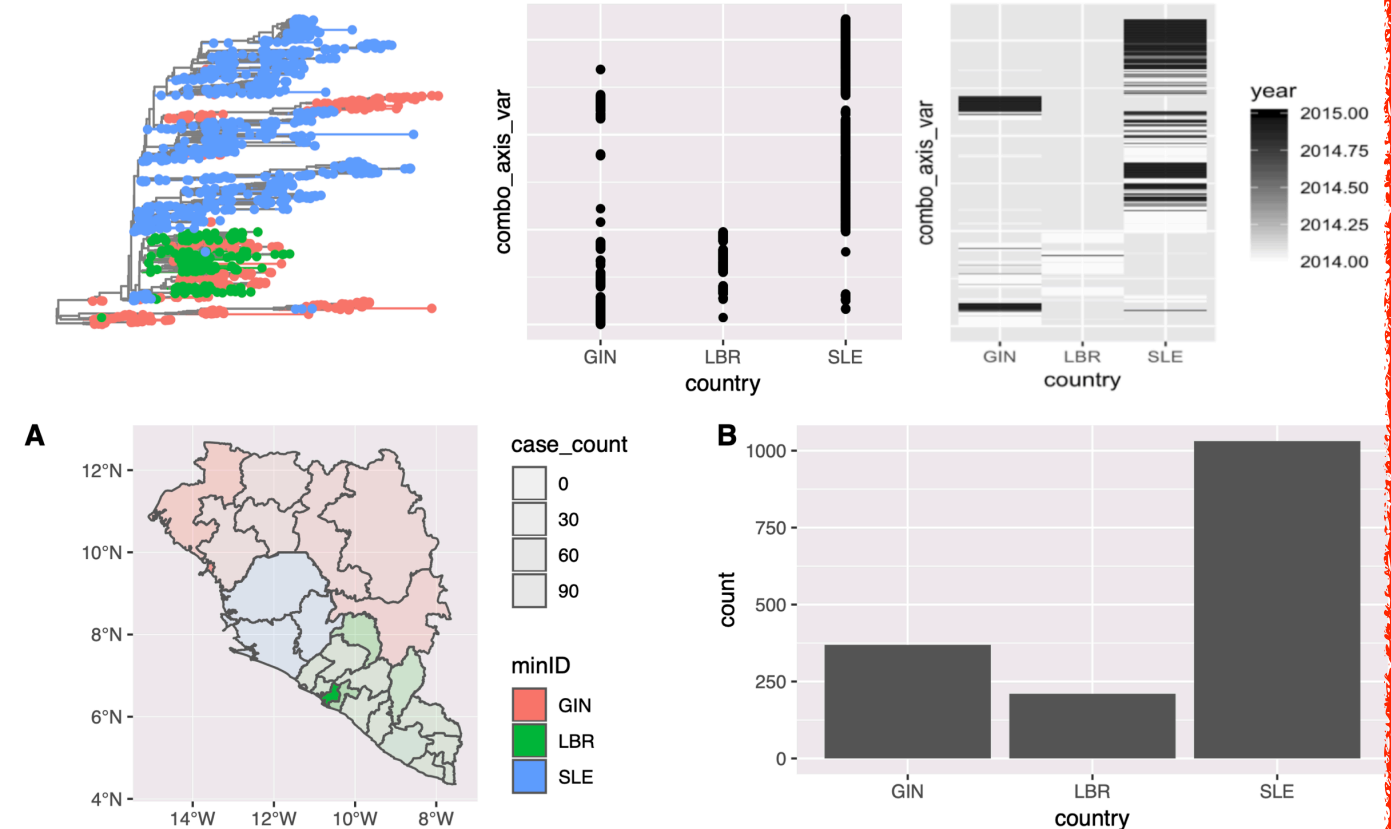 combo_axis_var
GIN
LBR
SLE
country
combo_axis_var
GIN
LBR
SLE
country
year
2015.00
2014.75
2014.50
2014.25
2014.00
A
12°N
10°N
8°N
6°N
4°N
14°W
12°W
10°W
8°W
case_count
0
30
60
90
minID
GIN
LBR
SLE
B
count
1000
750
500
250
0
GIN
LBR
SLE
country